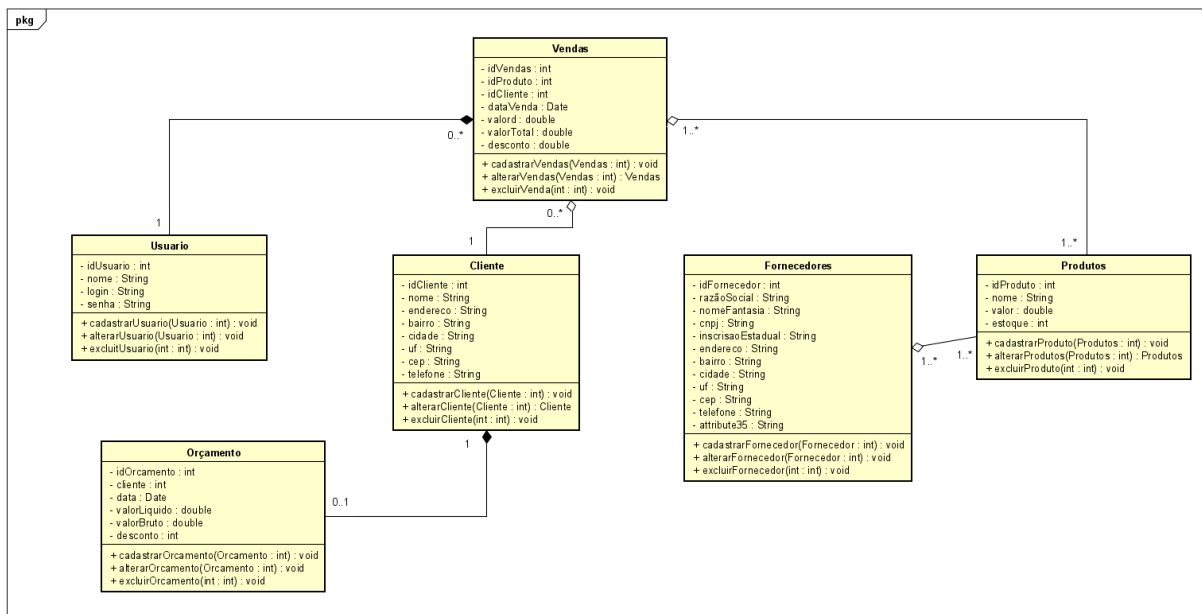 pkg
Vendas
- idVendas : int
- idProduto : int
- idCliente : int
- dataVenda : Date
- valord : double
- valorTotal : double
- desconto : double
+ cadastrarVendas(Vendas : int) : void
+ alterarVendas(Vendas : int) : Vendas
+ excluirVenda(int : int) : void
0..*
1..*
0..*
1
1
1..*
Usuario
- idUsuario : int
- nome : String
- login : String
- senha : String
+ cadastrarUsuario(Usuario : int) : void
+ alterarUsuario(Usuario : int) : void
+ excluitUsuario(int : int) : void
Cliente
- idCliente : int
- nome : String
- endereco : String
- bairro : String
- cidade : String
- uf : String
- cep : String
- telefone : String
+ cadastrarCliente(Cliente : int) : void
+ alterarCliente(Cliente : int) : Cliente
+ excluirCliente(int : int) : void
Fornecedores
- idFornecedor : int
- razãoSocial : String
- nomeFantasia : String
- cnpj : String
- inscrisaoEstadual : String
- endereco : String
- bairro : String
- cidade : String
- uf : String
- cep : String
- telefone : String
- attribute35 : String
+ cadastrarFornecedor(Fornecedor : int) : void
+ alterarFornecedor(Fornecedor : int) : void
+ excluirFornecedor(int : int) : void
Produtos
- idProduto : int
- nome : String
- valor : double
- estoque : int
+ cadastrarProduto(Produtos : int) : void
+ alterarProdutos(Produtos : int) : Produtos
+ excluirProduto(int : int) : void
1..*
1..*
1
0..1
Orçamento
- idOrcamento : int
- cliente : int
- data : Date
- valorLiquido : double
- valorBruto : double
- desconto : int
+ cadastrarOrcamento(Orcamento : int) : void
+ alterarOrcamento(Orcamento : int) : void
+ excluirOrcamento(int : int) : void